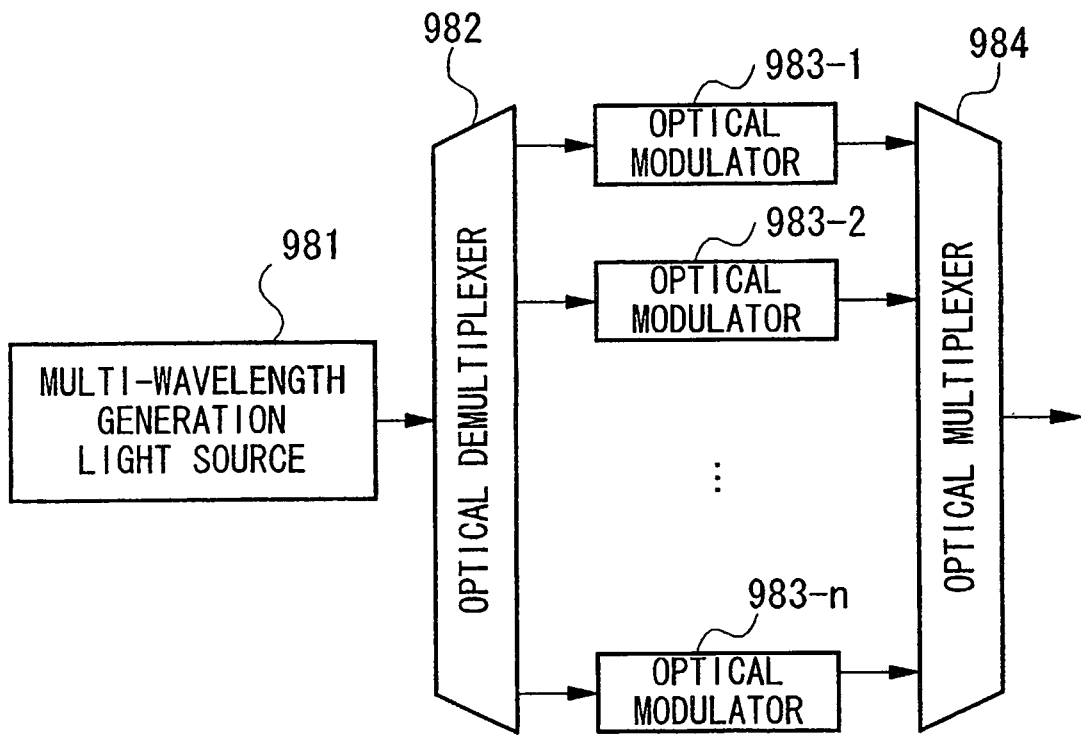 982
984
983-1
OPTICAL
MODULATOR
983-2
OPTICAL
MODULATOR
981
MULTI-WAVELENGTH
GENERATION
LIGHT SOURCE
OPTICAL DEMULTIPLEXER
OPTICAL MULTIPLEXER
...
983-n
OPTICAL
MODULATOR